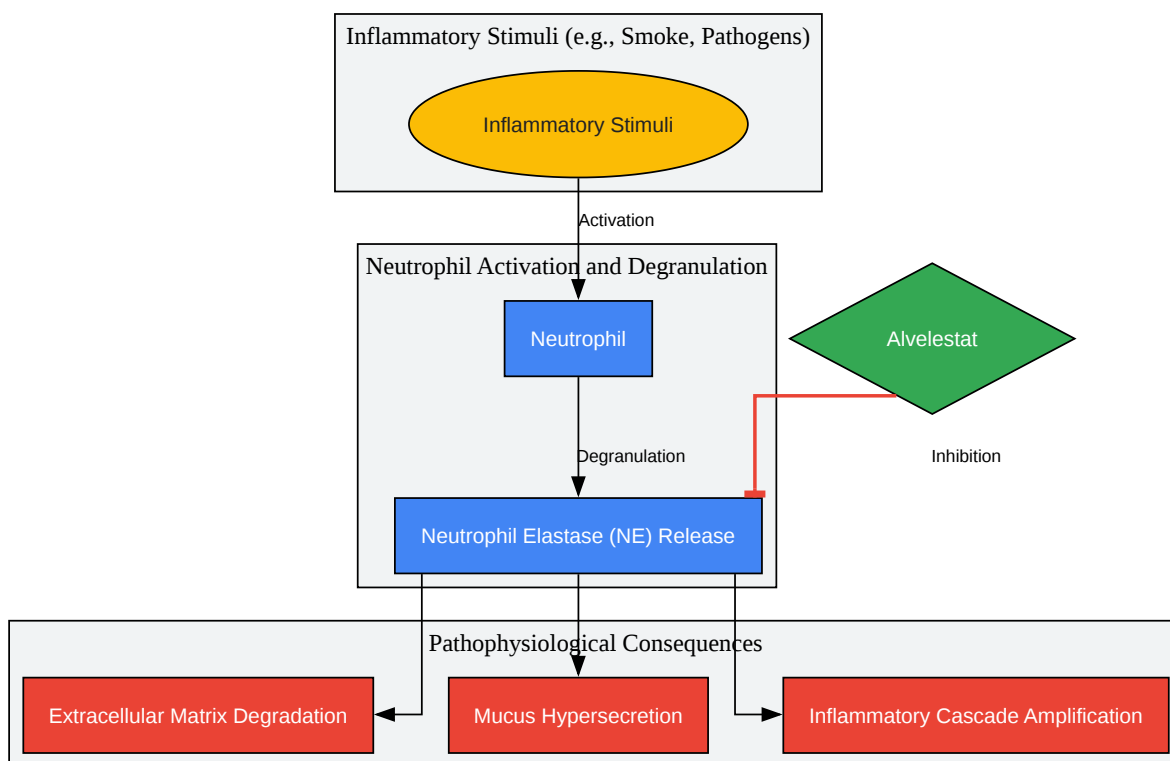 Inflammatory Stimuli (e.g., Smoke, Pathogens)
Inflammatory Stimuli
Activation
Neutrophil Activation and Degranulation
Neutrophil
Alvelestat
Degranulation
Inhibition
Neutrophil Elastase (NE) Release
Pathophysiological Consequences
Extracellular Matrix Degradation
Mucus Hypersecretion
Inflammatory Cascade Amplification